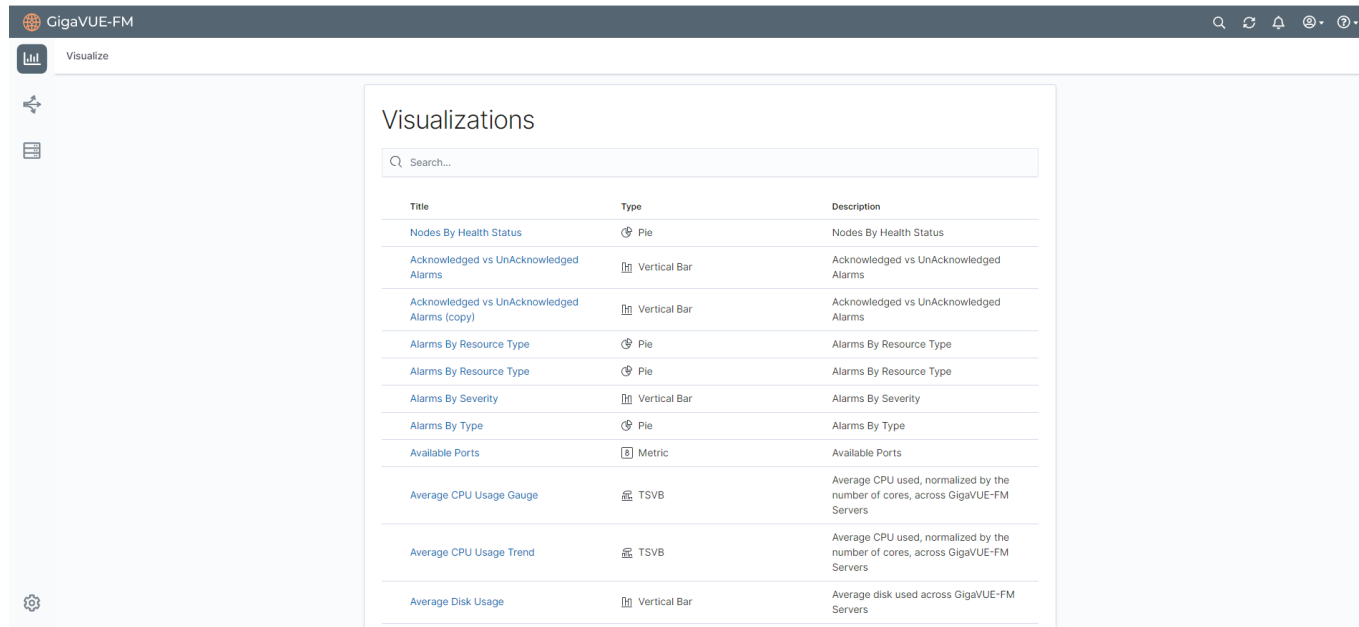 GigaVUE-FM
Visualize
Visualizations
Search...
Title Type Description
Nodes By Health Status Pie Nodes By Health Status
Acknowledged vs UnAcknowledged Acknowledged vs UnAcknowledged
Alarms Vertical Bar Alarms
Acknowledged vs UnAcknowledged Acknowledged vs UnAcknowledged
Alarms (copy) Vertical Bar Alarms
Alarms By Resource Type Pie Alarms By Resource Type
Alarms By Resource Type Pie Alarms By Resource Type
Alarms By Severity Vertical Bar Alarms By Severity
Alarms By Type Pie Alarms By Type
Available Ports 8 Metric Available Ports
Average CPU used, normalized by the
Average CPU Usage Gauge TSVB number of cores, across GigaVUE-FM
Servers
Average CPU used, normalized by the
Average CPU Usage Trend TSVB number of cores, across GigaVUE-FM
Servers
Average Disk Usage Vertical Bar Average disk used across GigaVUE-FM
Servers